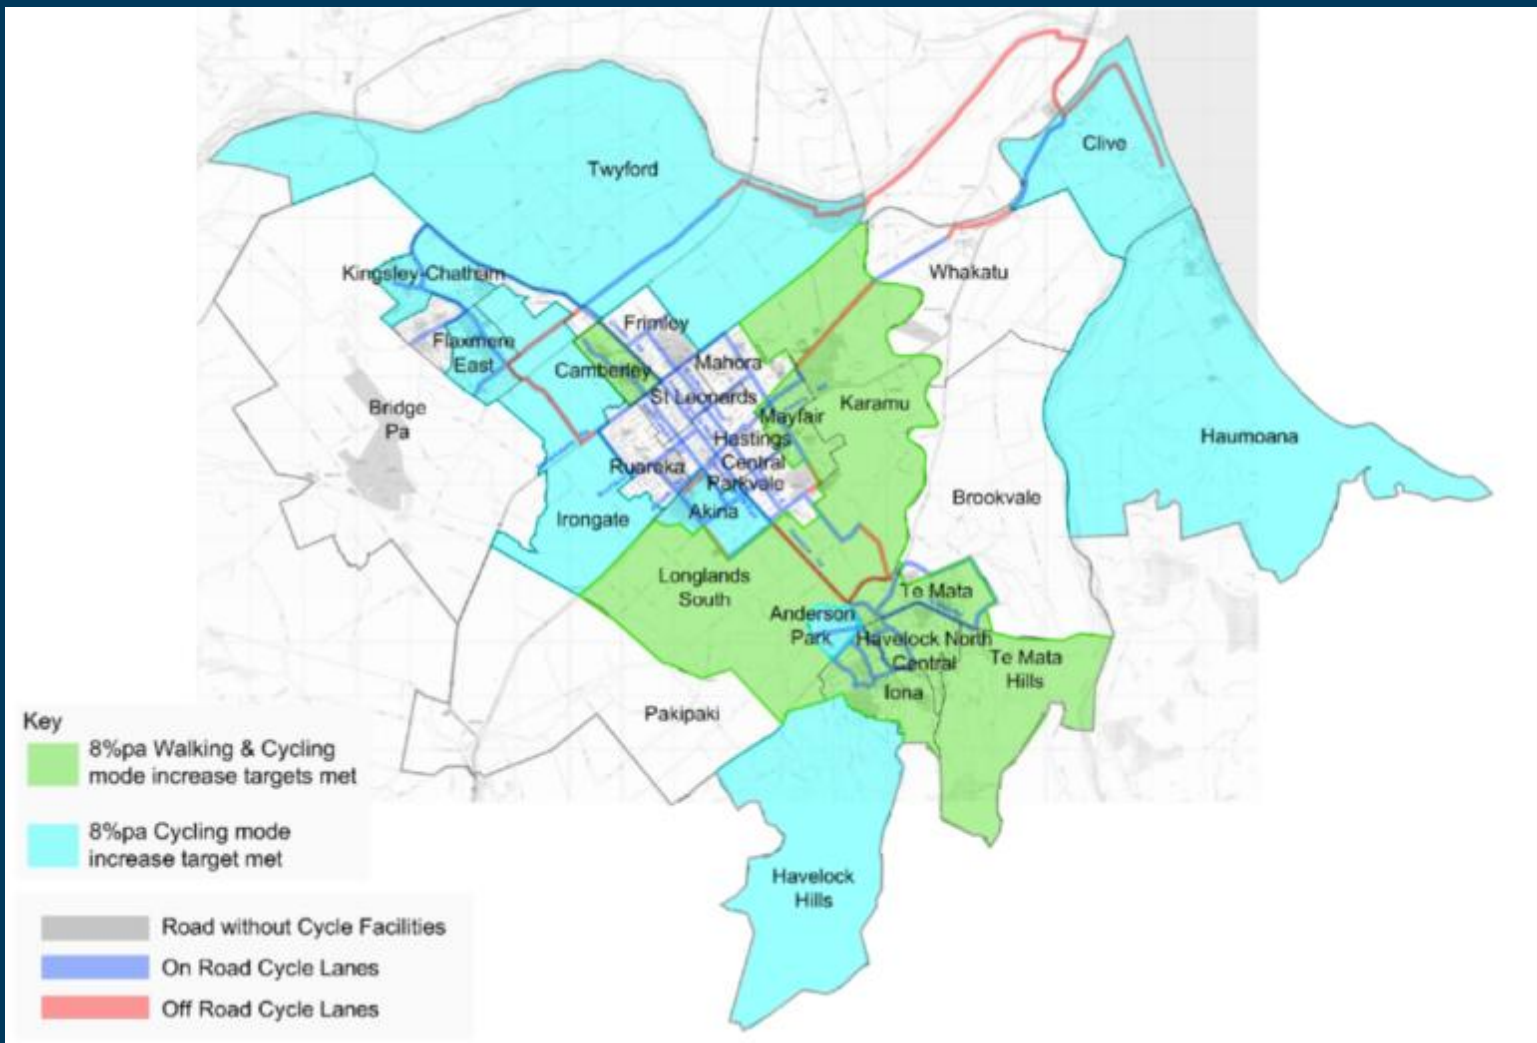 Clive
Twyford
Kingsley-Chatham
Whakatu
Frimley
Flaxmere
East
Mahora
Camberley
St Leonards
Bridge
Pa
Mayfair
Karamu
Hastings
Central
Haumoana
Ruareka
Parkvale
Brookvale
Akina
Irongate
Longlands
South
Te Mata
Anderson
Park
Havelock North
Central
Te Mata
Hills
Iona
Pakipaki
Havelock
Hills
Key
8%pa Walking & Cycling
mode increase targets met
8%pa Cycling mode
increase target met
Road without Cycle Facilities
On Road Cycle Lanes
Off Road Cycle Lanes